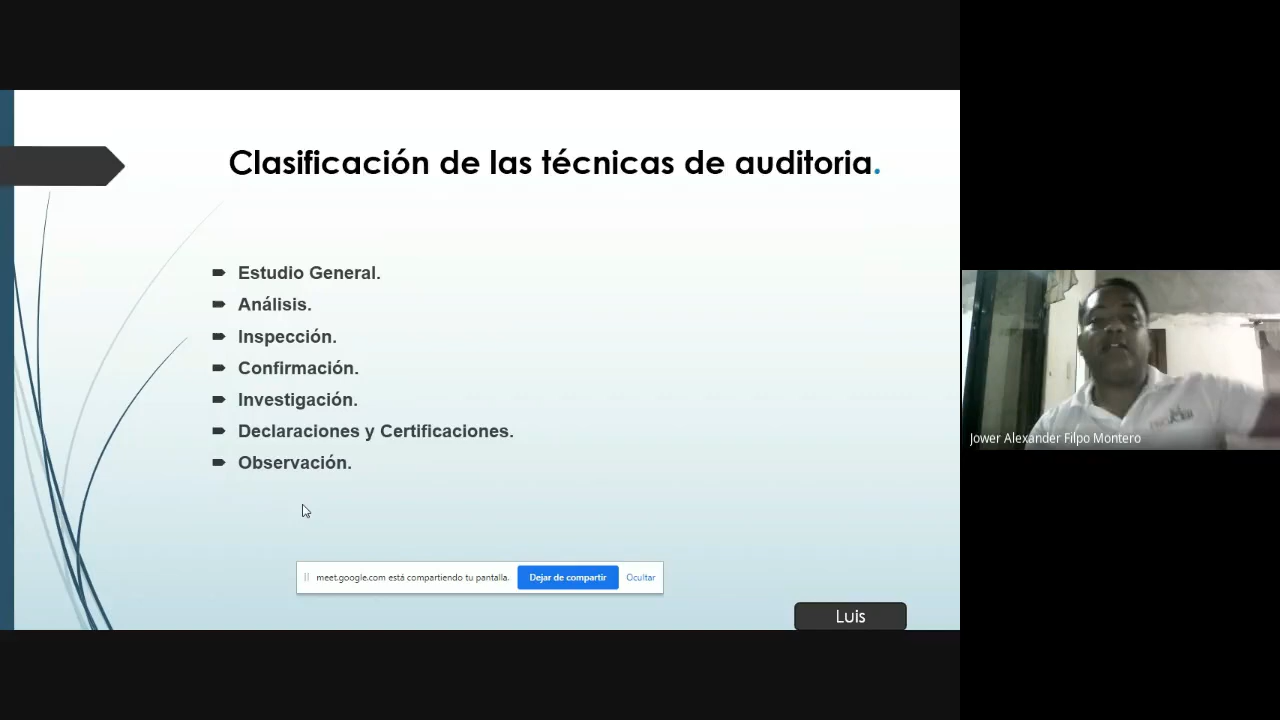 Clasificación de las técnicas de auditoria.
Estudio General.
Análisis.
Inspección.
Confirmación.
Investigación.
Declaraciones y Certificaciones.
Observación.
meet.google.com está compartiendo tu pantalla. Dejar de compartir Ocultar
Luis
Jower Alexander Filpo Montero